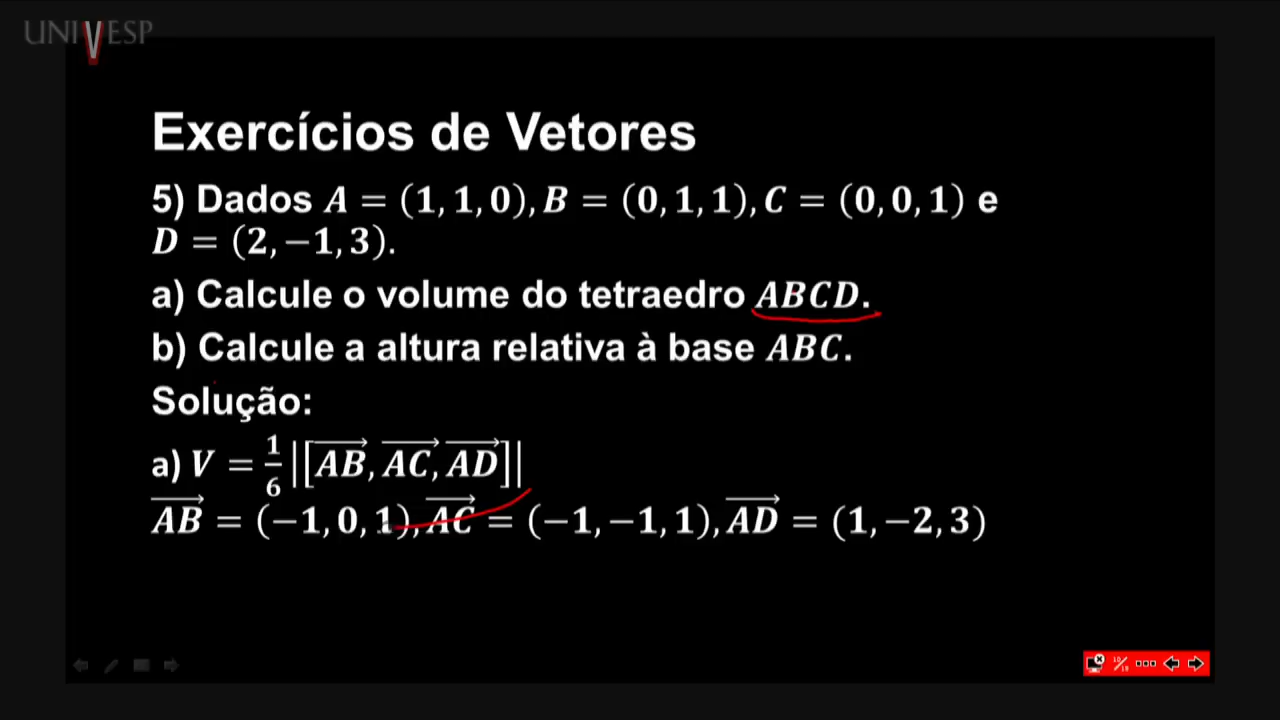 UNIVESP
Exercícios de Vetores
5) Dados A = (1, 1, 0), B = (0, 1, 1), C = (0, 0, 1) e
D = (2, −1, 3).
a) Calcule o volume do tetraedro ABCD.
b) Calcule a altura relativa à base ABC.
Solução:
a) V = 1/6 |[AB⃗, AC⃗, AD⃗]|
AB⃗ = (−1, 0, 1), AC⃗ = (−1, −1, 1), AD⃗ = (1, −2, 3)
10/19